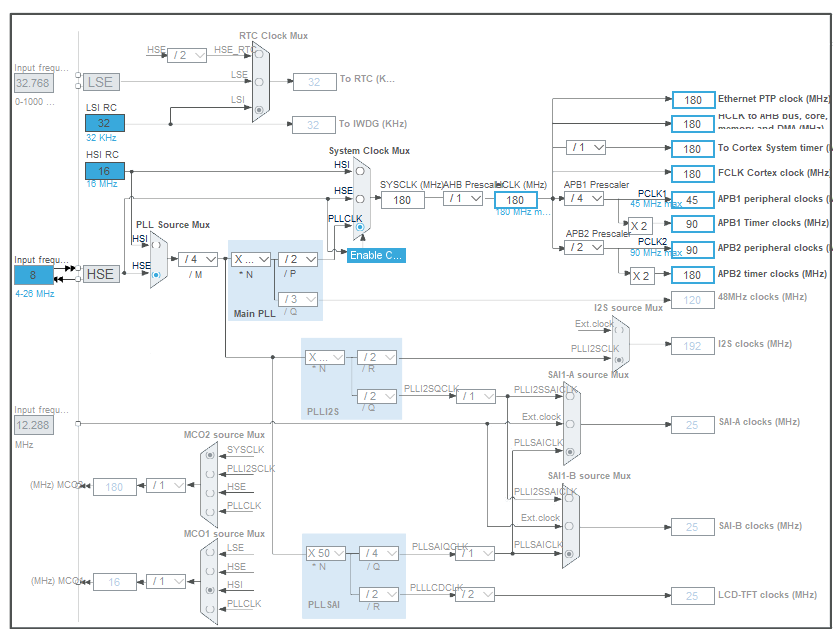 RTC Clock Mux
HSE
/ 2
HSE_RTC
Input frequ...
LSE
32.768
LSE
32
To RTC (K...
0-1000 ...
LSI RC
LSI
32
32
To IWDG (KHz)
32 KHz
HSI RC
16
16 MHz
System Clock Mux
HSI
HSE
PLLCLK
SYSCLK (MHz)
180
AHB Prescaler
/ 1
HCLK (MHz)
180
180 MHz m...
180
Ethernet PTP clock (MHz)
180
HCLK to AHB bus, core,
memory and DMA (MHz)
/ 1
180
To Cortex System timer (
180
FCLK Cortex clock (MHz)
APB1 Prescaler
/ 4
PCLK1
45 MHz max
45
APB1 peripheral clocks (
X 2
90
APB1 Timer clocks (MHz)
APB2 Prescaler
/ 2
PCLK2
90 MHz max
90
APB2 peripheral clocks (
X 2
180
APB2 timer clocks (MHz)
PLL Source Mux
HSI
HSE
Input frequ...
8
HSE
4-26 MHz
/ 4
/ M
X ...
* N
/ 2
/ P
/ 3
/ Q
Main PLL
Enable C...
120
48MHz clocks (MHz)
I2S source Mux
Ext.clock
PLLI2SCLK
192
I2S clocks (MHz)
X ...
* N
/ 2
/ R
/ 2
/ Q
PLLI2S
PLLI2SQCLK
/ 1
SAI1-A source Mux
PLLI2SSAICLK
Ext.clock
PLLSAICLK
25
SAI-A clocks (MHz)
Input frequ...
12.288
MHz
MCO2 source Mux
SYSCLK
PLLI2SCLK
HSE
PLLCLK
(MHz) MCO2
180
/ 1
SAI1-B source Mux
PLLI2SSAICLK
Ext.clock
PLLSAICLK
25
SAI-B clocks (MHz)
MCO1 source Mux
LSE
HSE
HSI
PLLCLK
(MHz) MCO1
16
/ 1
X 50
* N
/ 4
/ Q
PLLSAIQCLK
/ 1
PLLSAI
/ 2
/ R
PLLLCDCLK
/ 2
25
LCD-TFT clocks (MHz)